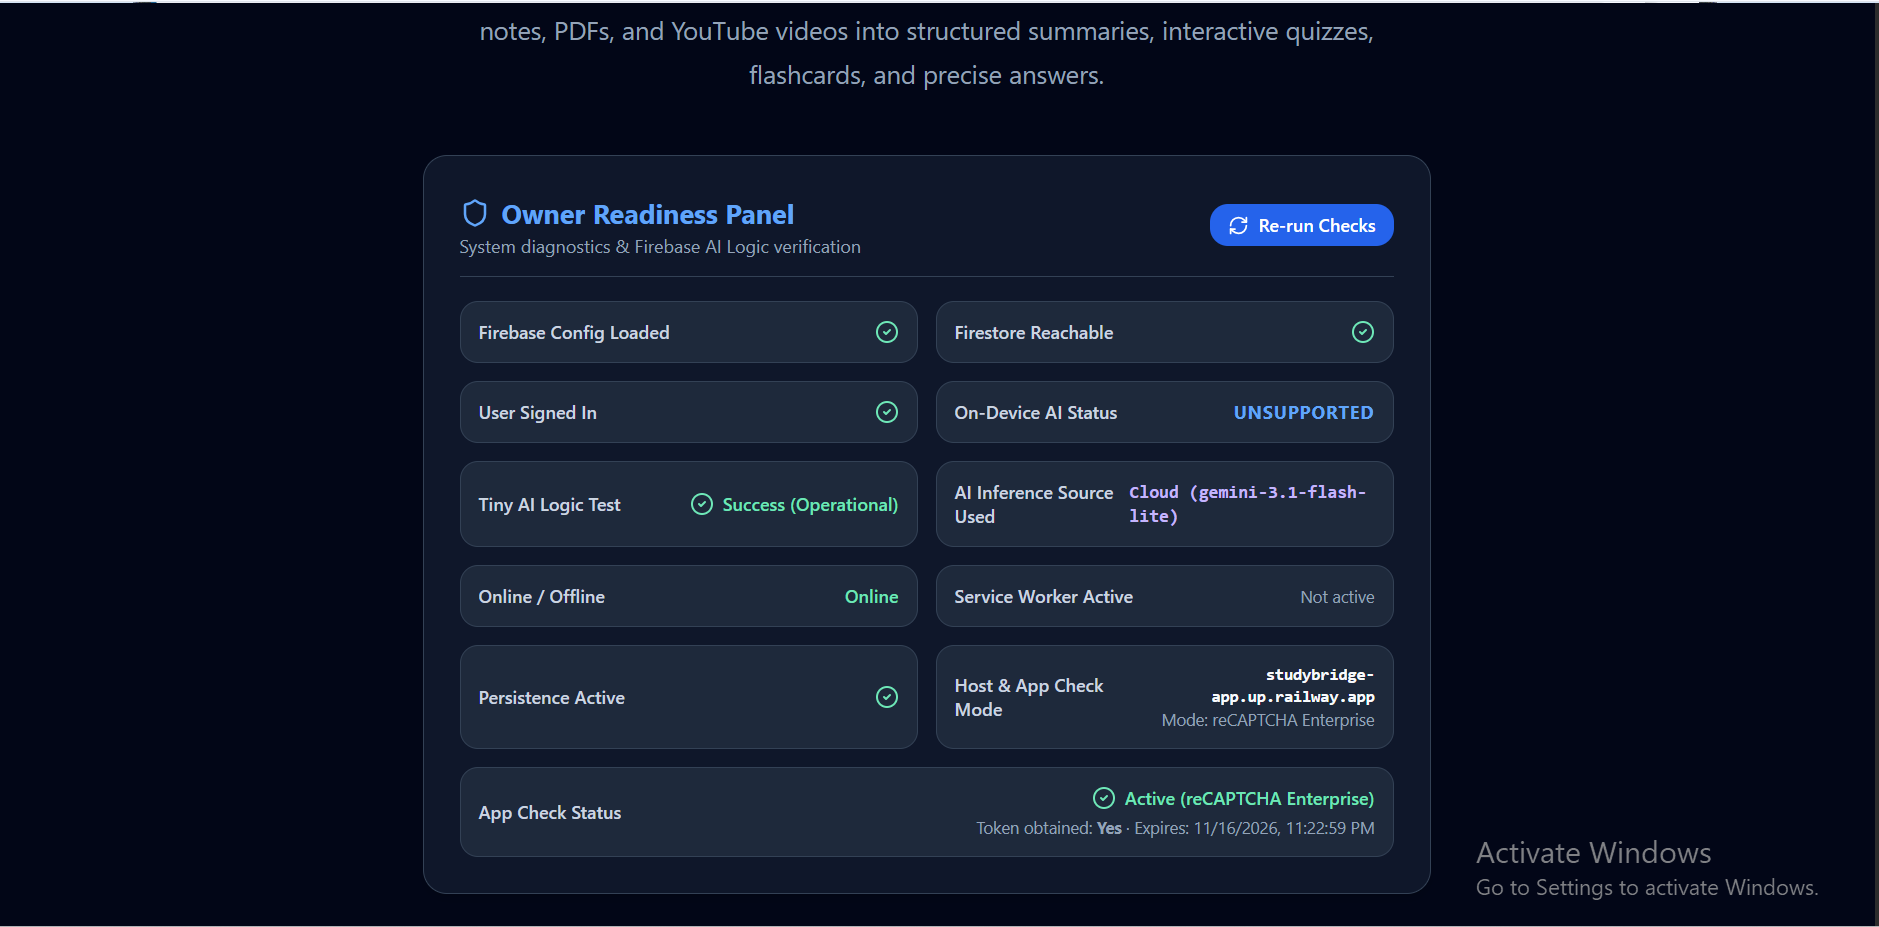 notes, PDFs, and YouTube videos into structured summaries, interactive quizzes,
flashcards, and precise answers.
Owner Readiness Panel
System diagnostics & Firebase AI Logic verification
Re-run Checks
Firebase Config Loaded
Firestore Reachable
User Signed In
On-Device AI Status
UNSUPPORTED
Tiny AI Logic Test
Success (Operational)
AI Inference Source
Used
Cloud (gemini-3.1-flash-
lite)
Online / Offline
Online
Service Worker Active
Not active
Persistence Active
Host & App Check
Mode
studybridge-
app.up.railway.app
Mode: reCAPTCHA Enterprise
App Check Status
Active (reCAPTCHA Enterprise)
Token obtained: Yes · Expires: 11/16/2026, 11:22:59 PM
Activate Windows
Go to Settings to activate Windows.